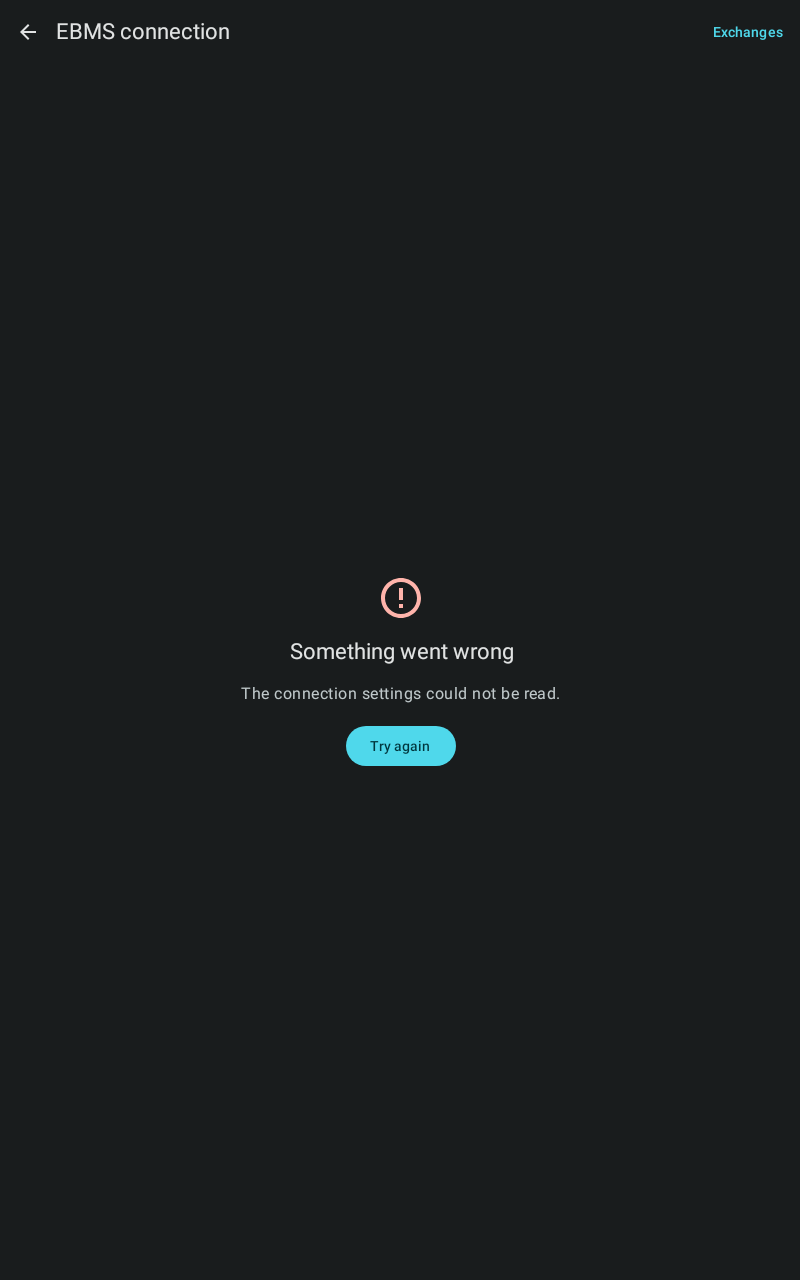 EBMS connection
Exchanges
Something went wrong
The connection settings could not be read.
Try again